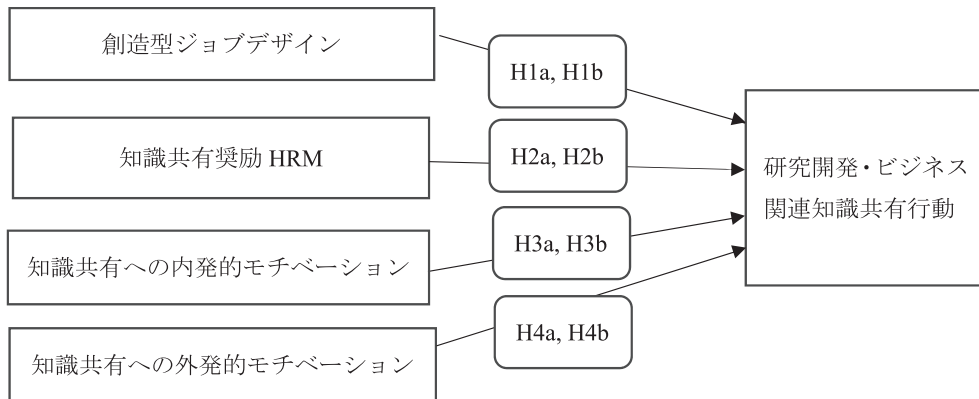 創造型ジョブデザイン
H1a, H1b
知識共有奨励 HRM
H2a, H2b
知識共有への内発的モチベーション
H3a, H3b
知識共有への外発的モチベーション
H4a, H4b
研究開発・ビジネス
関連知識共有行動